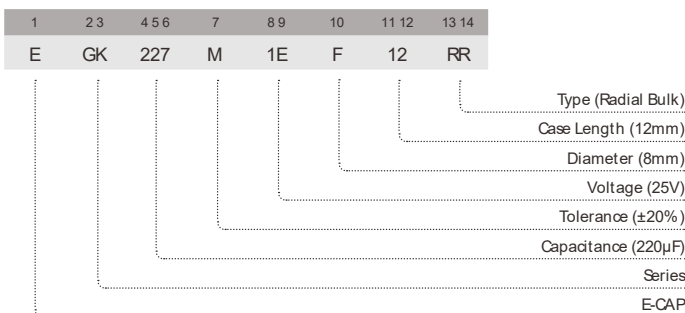 1 2 3 4 5 6 7 8 9 10 11 12 13 14
E GK 227 M 1E F 12 RR
Type (Radial Bulk)
Case Length (12mm)
Diameter (8mm)
Voltage (25V)
Tolerance (±20%)
Capacitance (220µF)
Series
E-CAP